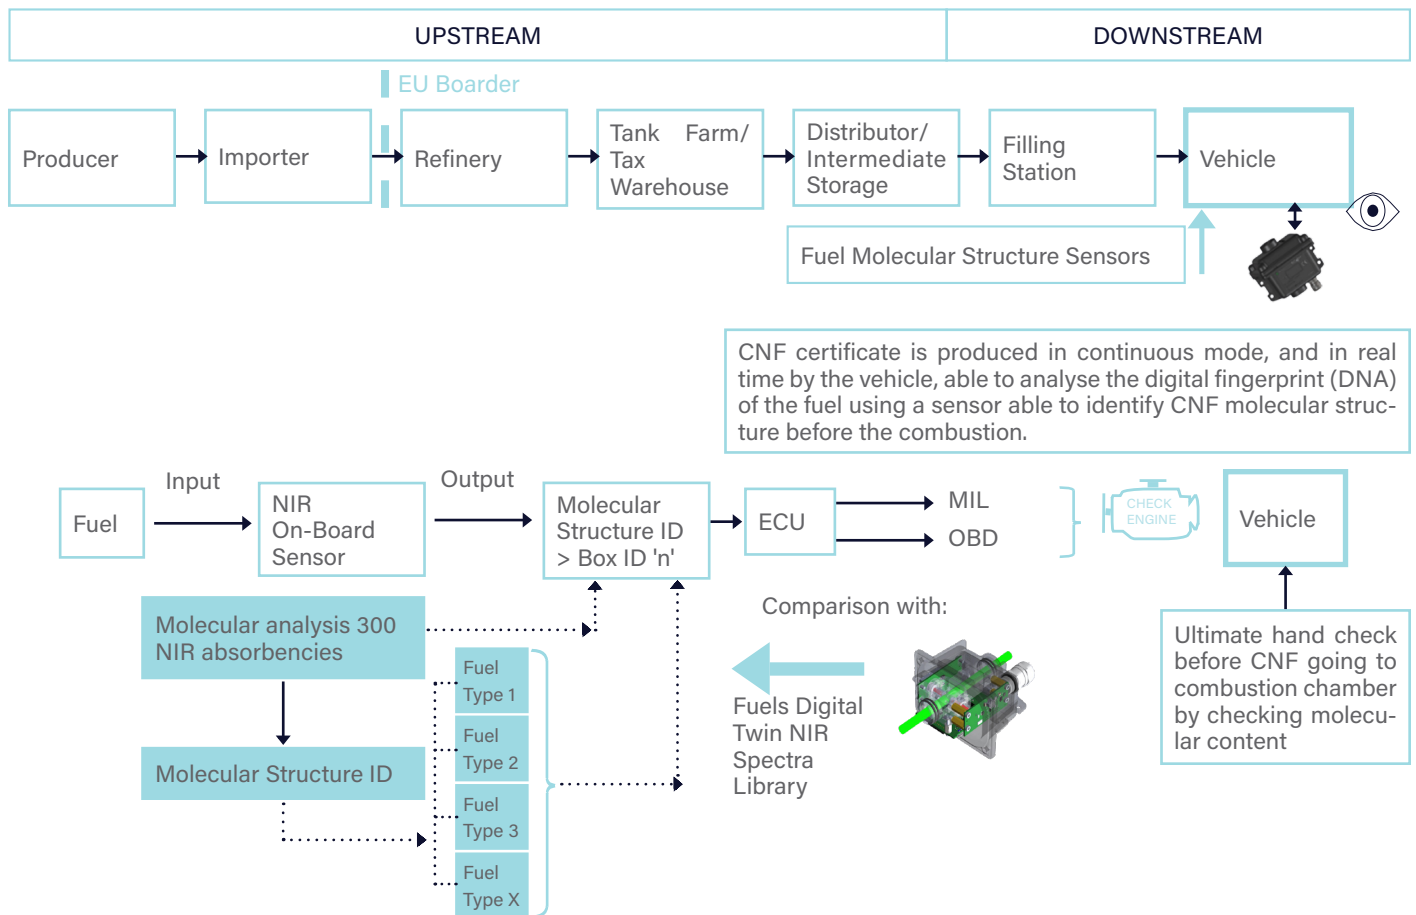 UPSTREAM
DOWNSTREAM
EU Boarder
Producer
Importer
Refinery
Tank Farm/
Tax
Warehouse
Distributor/
Intermediate
Storage
Filling
Station
Vehicle
Fuel Molecular Structure Sensors
CNF certificate is produced in continuous mode, and in real
time by the vehicle, able to analyse the digital fingerprint (DNA)
of the fuel using a sensor able to identify CNF molecular struc-
ture before the combustion.
Fuel
Input
NIR
On-Board
Sensor
Output
Molecular
Structure ID
> Box ID 'n'
ECU
MIL
OBD
CHECK
ENGINE
Vehicle
Molecular analysis 300
NIR absorbencies
Molecular Structure ID
Fuel
Type 1
Fuel
Type 2
Fuel
Type 3
Fuel
Type X
Comparison with:
Fuels Digital
Twin NIR
Spectra
Library
Ultimate hand check
before CNF going to
combustion chamber
by checking molecu-
lar content